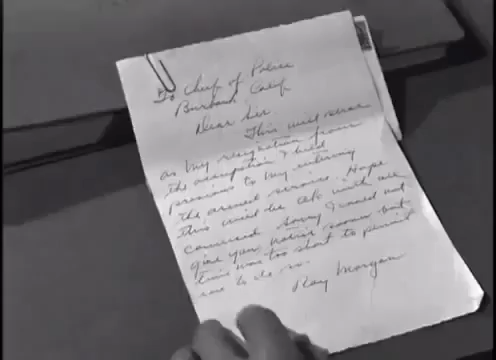 To Chief of Police
Burbank Calif
Dear Sir.
This will serve
as my resignation from
the occupation I held
previous to my entering
the armed services. Hope
this will be OK with all
concerned. Sorry I could not
give you notice sooner but
time was too short to permit
me to do so.
Ray Morgan